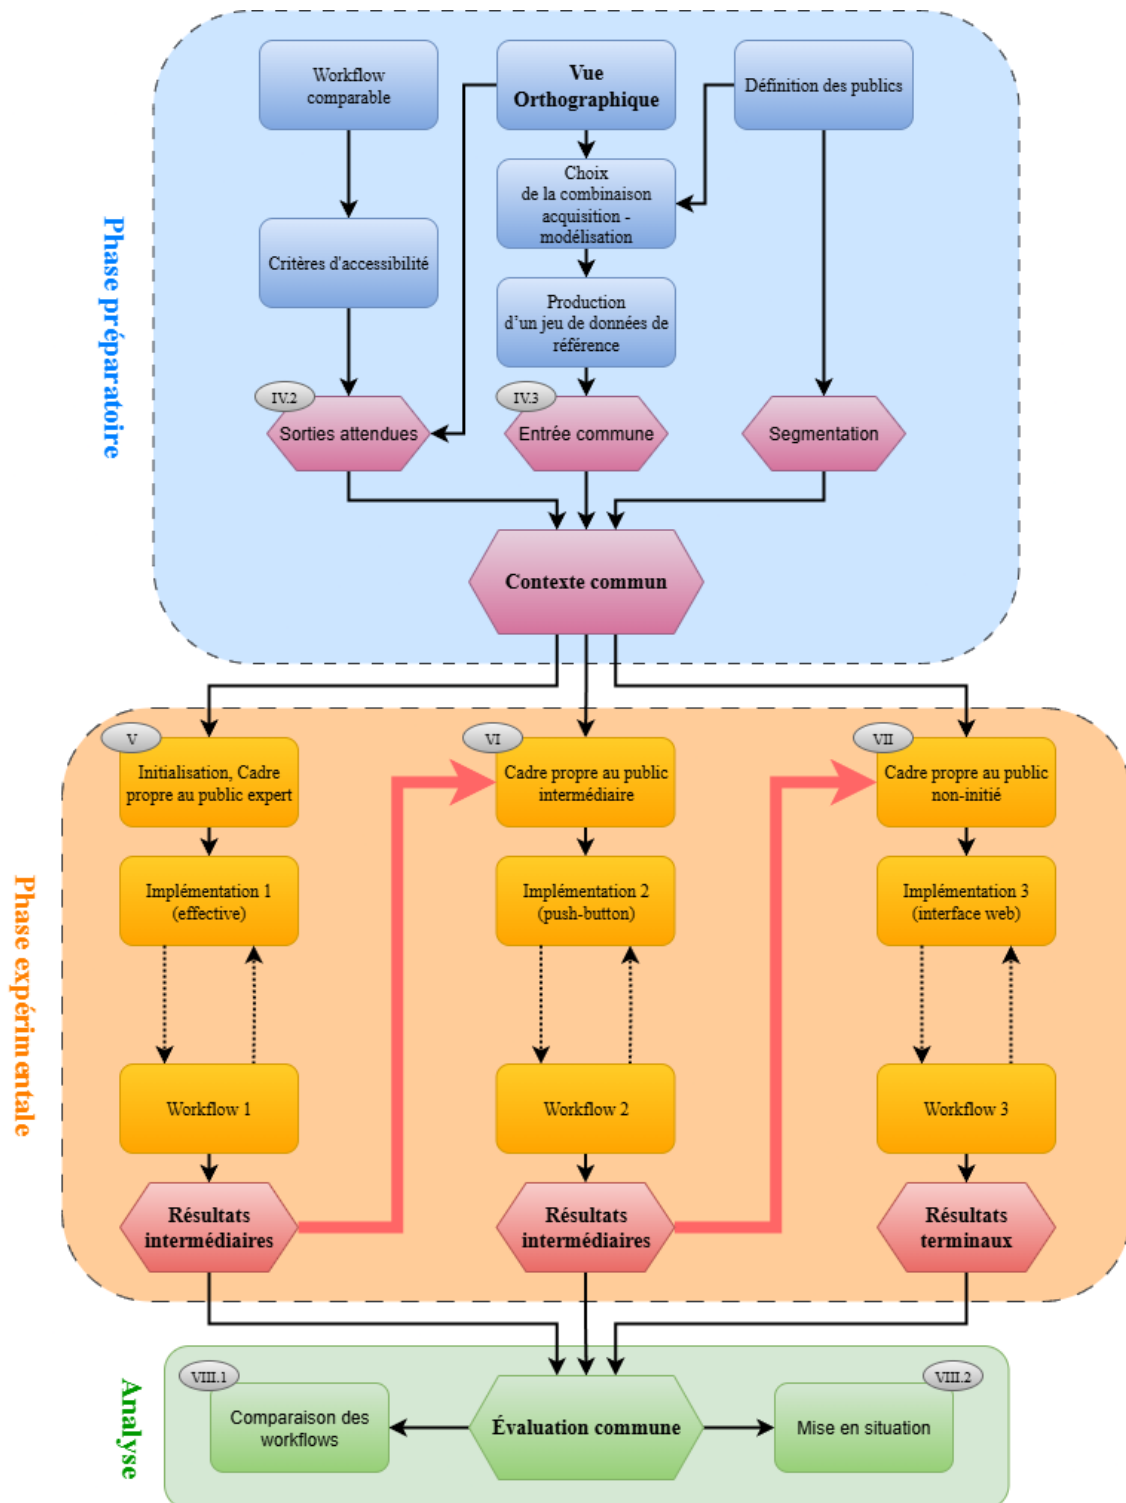 Phase préparatoire
Workflow
comparable
Vue
Orthographique
Définition des publics
Choix
de la combinaison
acquisition -
modélisation
Critères d'accessibilité
Production
d’un jeu de données de
référence
IV.2
Sorties attendues
IV.3
Entrée commune
Segmentation
Contexte commun
Phase expérimentale
V
Initialisation, Cadre
propre au public expert
VI
Cadre propre au public
intermédiaire
VII
Cadre propre au public
non-initié
Implémentation 1
(effective)
Implémentation 2
(push-button)
Implémentation 3
(interface web)
Workflow 1
Workflow 2
Workflow 3
Résultats
intermédiaires
Résultats
intermédiaires
Résultats
terminaux
Analyse
VIII.1
Comparaison des
workflows
Évaluation commune
VIII.2
Mise en situation